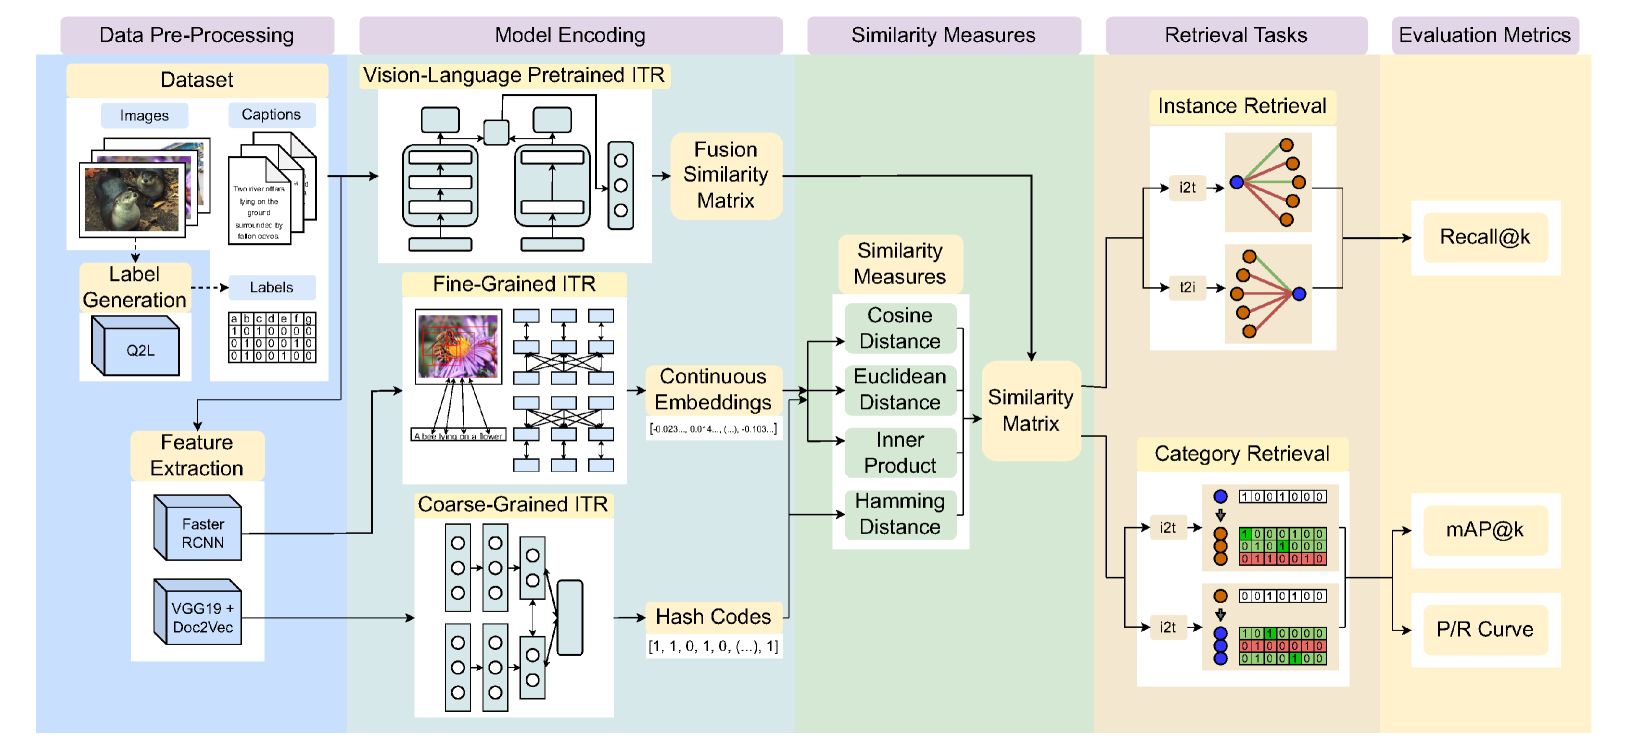 Data Pre-Processing
Model Encoding
Similarity Measures
Retrieval Tasks
Evaluation Metrics
Dataset
Images
Captions
Two river otters
lying on the
ground
surrounded by
Label
Generation
Q2L
Labels
a b c d e f g
1 0 1 0 0 0 0
0 1 0 0 0 1 0
0 1 0 0 1 0 0
Feature
Extraction
Faster
RCNN
VGG19 +
Doc2Vec
Vision-Language Pretrained ITR
Fusion
Similarity
Matrix
Fine-Grained ITR
A bee lying on a flower
Continuous
Embeddings
[-0.023..., 0.014..., (...), -0.103...]
Coarse-Grained ITR
Hash Codes
[1, 1, 0, 1, 0, (...), 1]
Similarity
Measures
Cosine
Distance
Euclidean
Distance
Inner
Product
Hamming
Distance
Similarity
Matrix
Instance Retrieval
i2t
t2i
Category Retrieval
i2t
1 0 0 1 0 0 0
1 0 0 0 1 0 0
0 1 0 1 0 0 0
0 1 1 0 0 1 0
i2t
0 0 1 0 1 0 0
1 0 1 0 0 0 0
0 1 0 0 0 1 0
0 1 0 0 1 0 0
Recall@k
mAP@k
P/R Curve